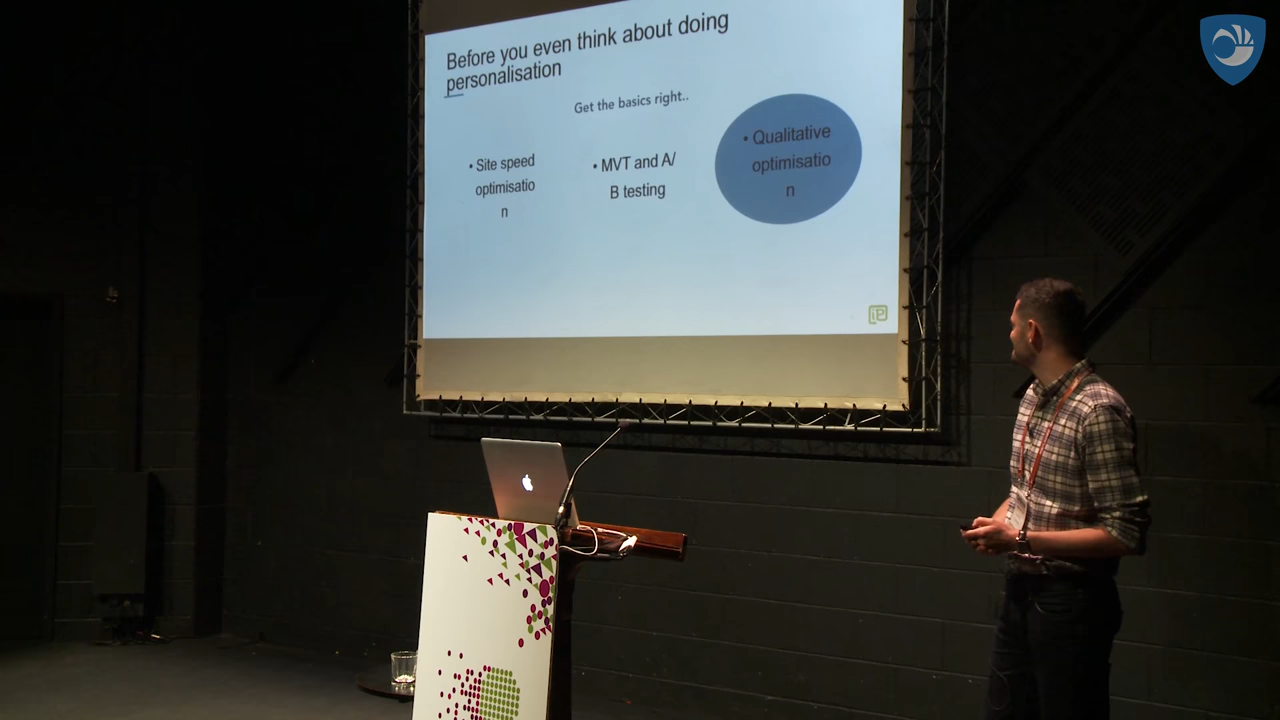 Before you even think about doing
personalisation
Get the basics right..
• Site speed
optimisatio
n
• MVT and A/
B testing
• Qualitative
optimisatio
n
iP